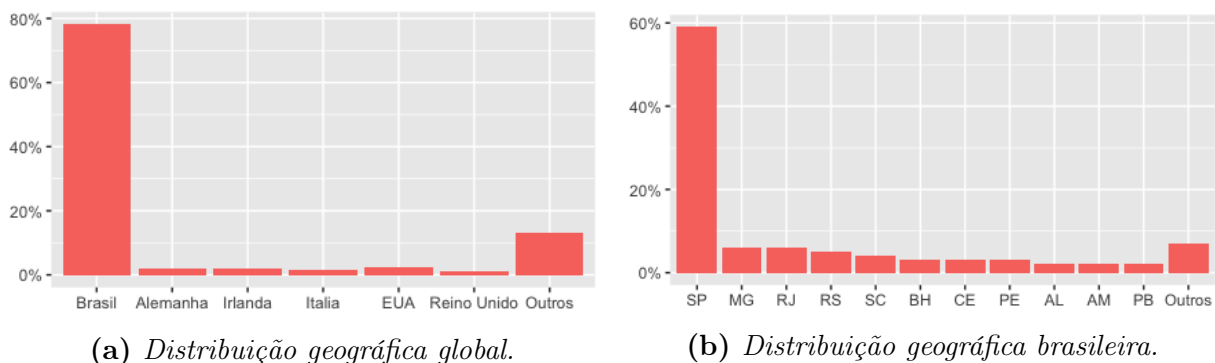 80%
60%
40%
20%
0%
Brasil Alemanha Irlanda Italia EUA Reino Unido Outros
(a) Distribuição geográfica global.
60%
40%
20%
0%
SP MG RJ RS SC BH CE PE AL AM PB Outros
(b) Distribuição geográfica brasileira.